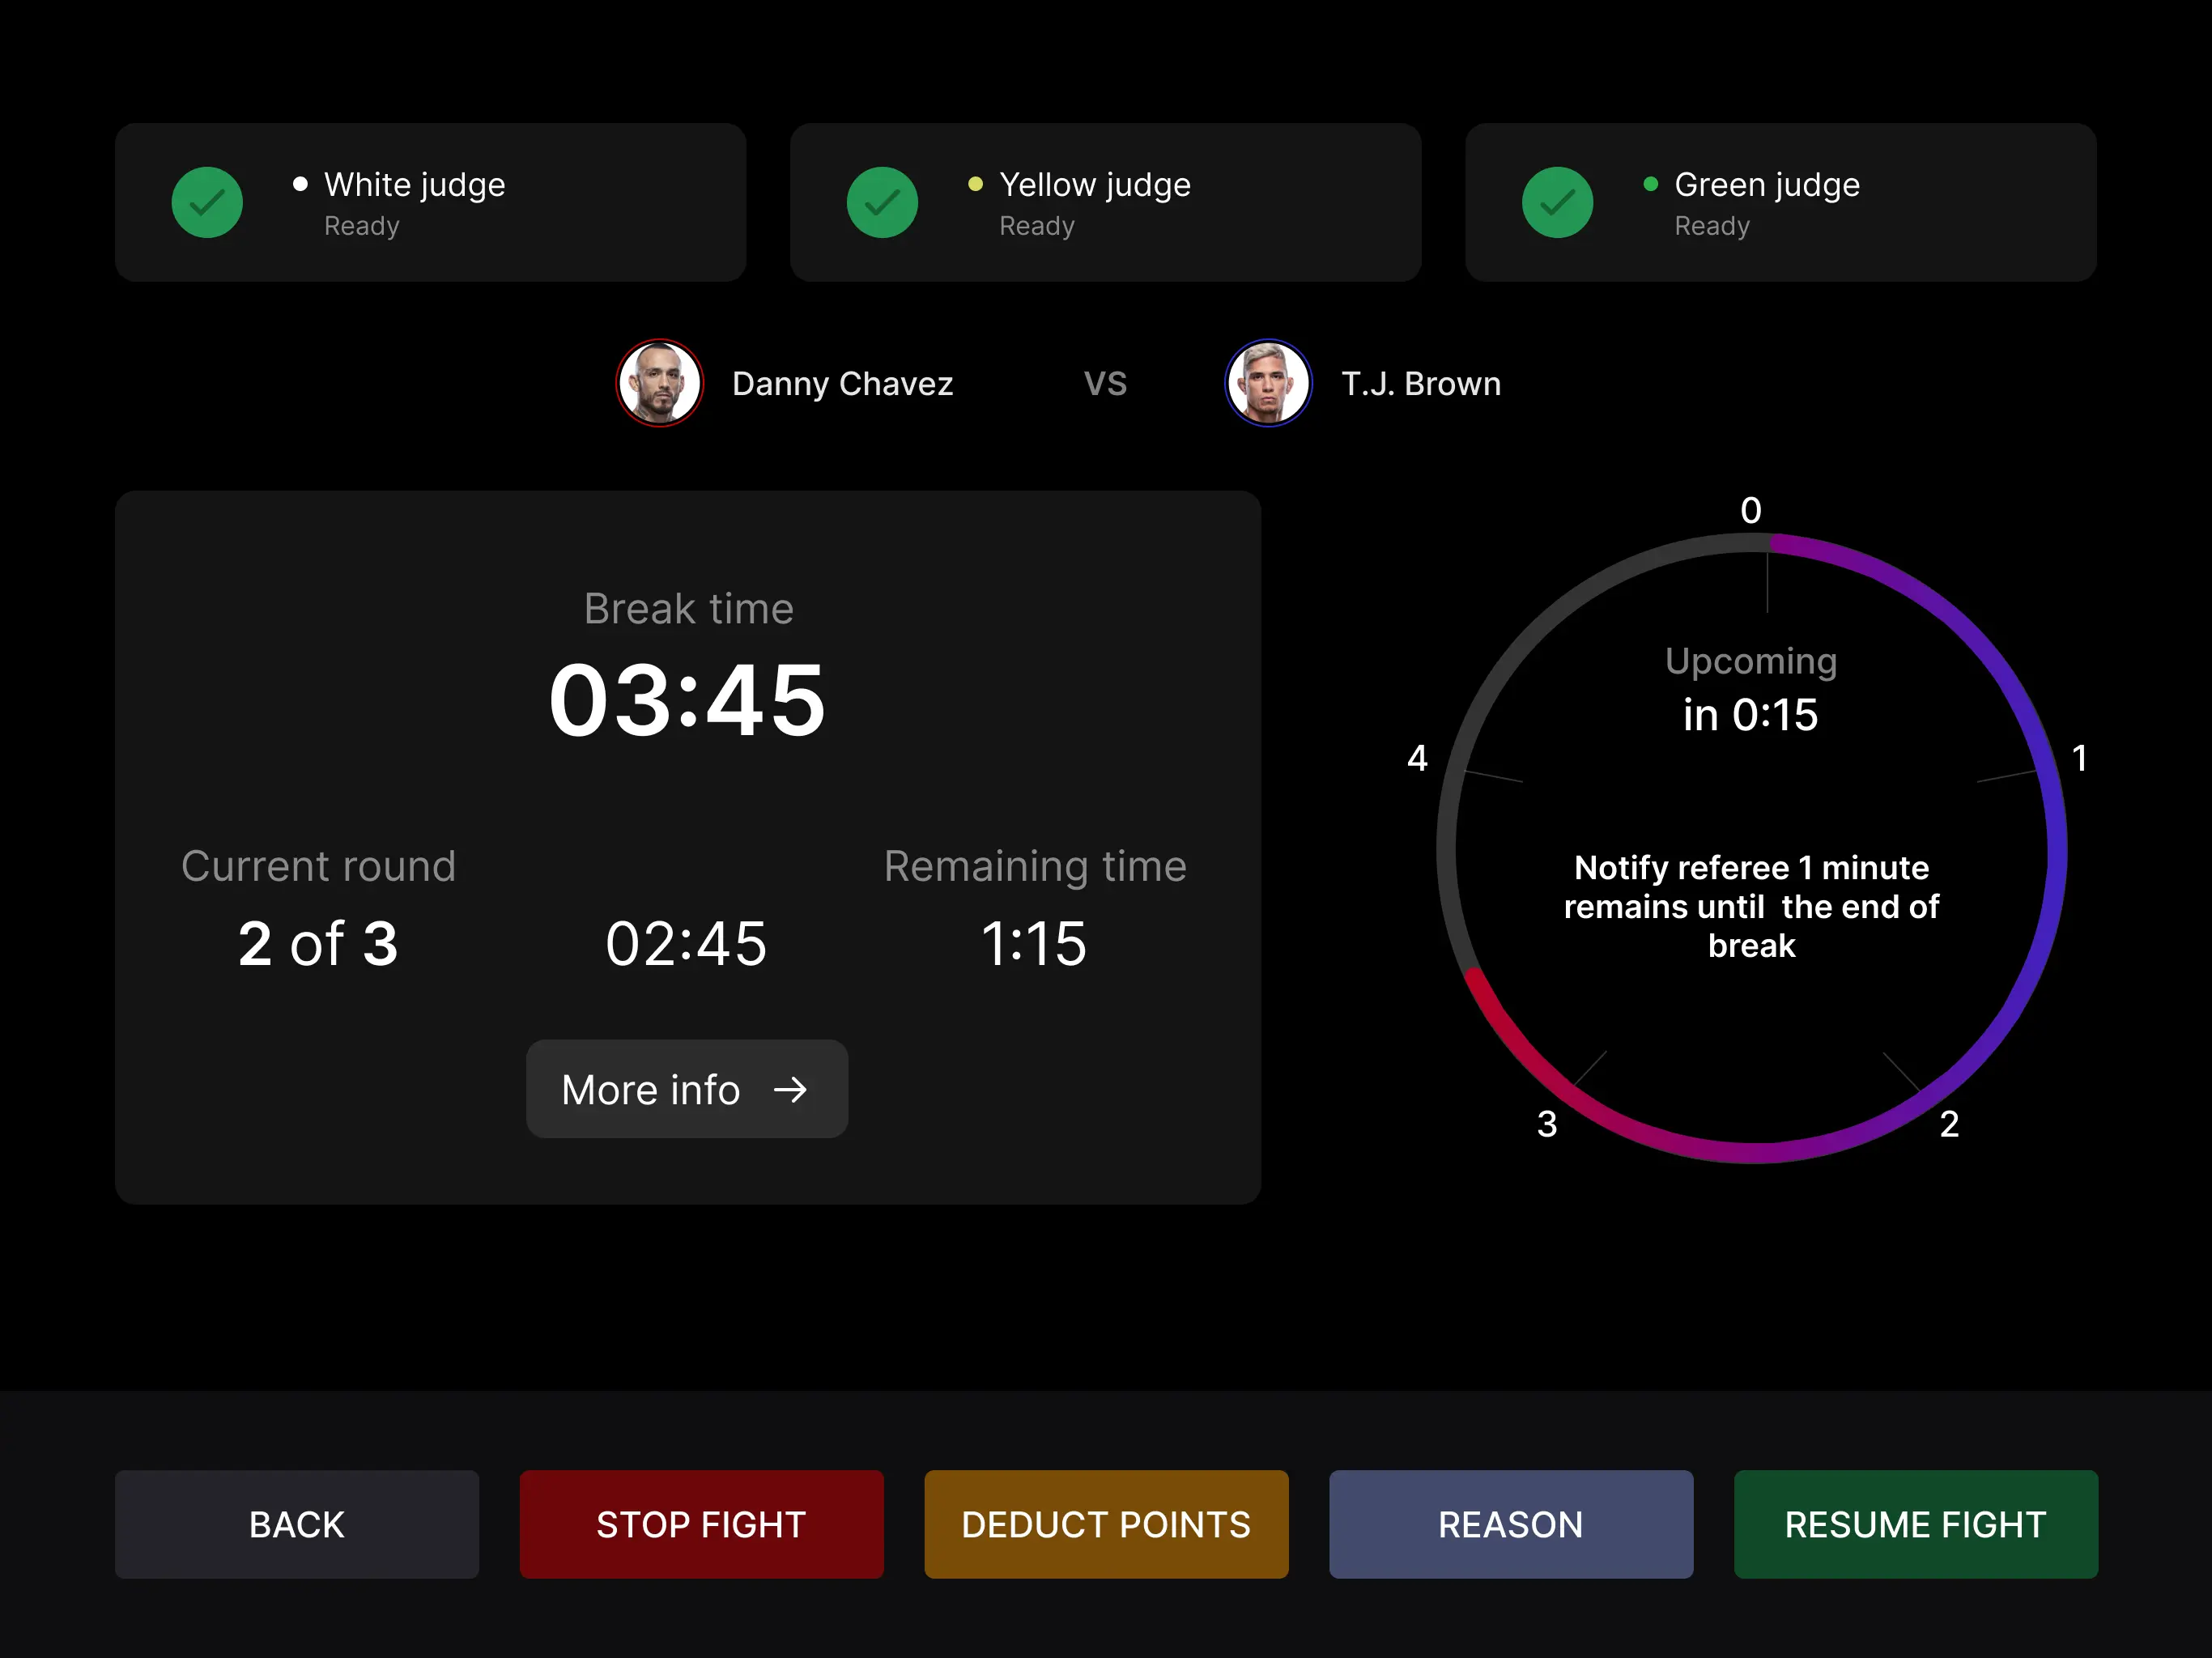 White judge
Ready
Yellow judge
Ready
Green judge
Ready
Danny Chavez
VS
T.J. Brown
Break time
03:45
Current round
2 of 3
02:45
Remaining time
1:15
More info
0
1
2
3
4
Upcoming
in 0:15
Notify referee 1 minute
remains until  the end of
break
BACK
STOP FIGHT
DEDUCT POINTS
REASON
RESUME FIGHT